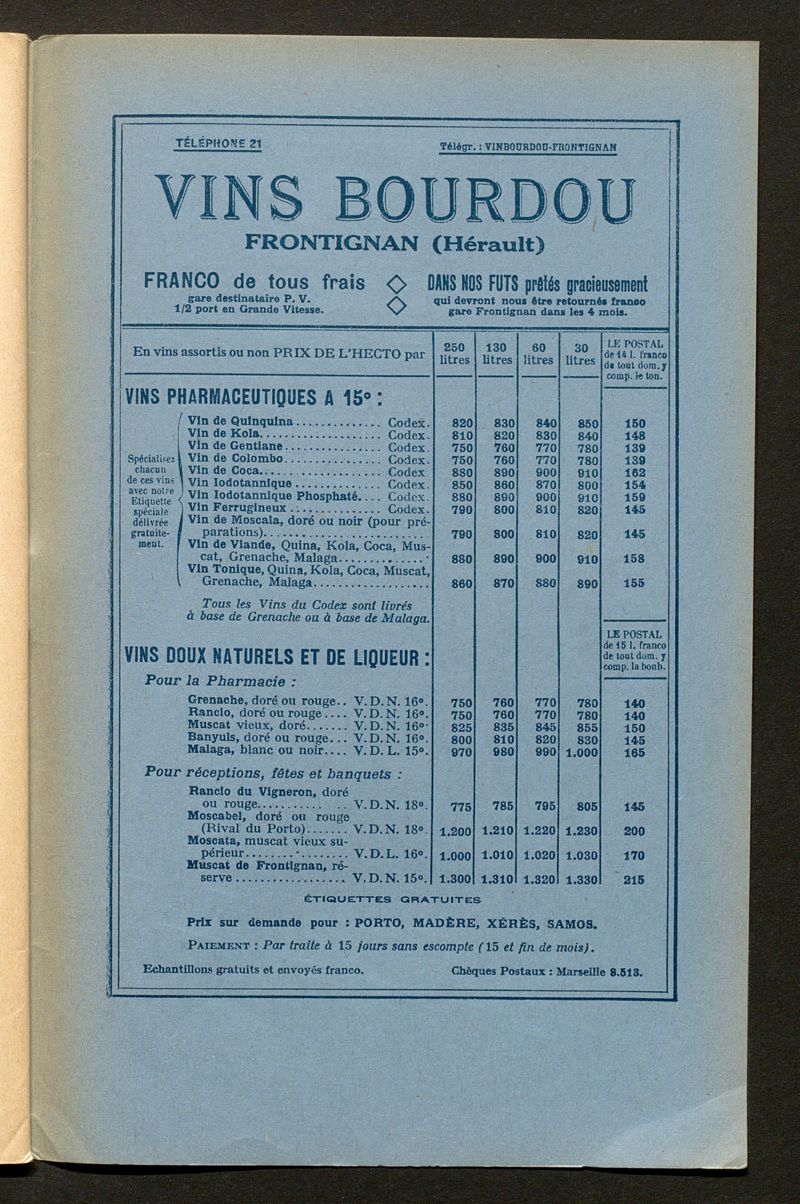 TÉLÉPHONE 21
Télégr. : VINBOURDOU-FRONTIGNAN
VINS BOURDOU
FRONTIGNAN (Hérault)
FRANCO de tous frais
gare destinataire P. V.
1/2 port en Grande Vitesse.
DANS NOS FUTS prêtés gracieusement
qui devront nous être retournés franco
gare Frontignan dans les 4 mois.
En vins assortis ou non PRIX DE L'HECTO par 250 litres 130 litres 60 litres 30 litres
LE POSTAL
de 14 l. franco
de tout dom. y
comp. le ton.
VINS PHARMACEUTIQUES A 15° :
Spécialisez
chacun
de ces vins
avec notre
Etiquette
spéciale
délivrée
gratuite-
ment.
Vin de Quinquina.............. Codex. 820 830 840 850 150
Vin de Kola.................... Codex. 810 820 830 840 148
Vin de Gentiane................ Codex. 750 760 770 780 139
Vin de Colombo................ Codex. 750 760 770 780 139
Vin de Coca.................... Codex 880 890 900 910 162
Vin Iodotannique .............. Codex. 850 860 870 800 154
Vin Iodotannique Phosphaté.... Codex. 880 890 900 910 159
Vin Ferrugineux ............... Codex. 790 800 810 820 145
Vin de Moscala, doré ou noir (pour pré-
parations)........................... 790 800 810 820 145
Vin de Viande, Quina, Kola, Coca, Mus-
cat, Grenache, Malaga.............. 880 890 900 910 158
Vin Tonique, Quina, Kola, Coca, Muscat,
Grenache, Malaga................... 860 870 880 890 155
Tous les Vins du Codex sont livrés
à base de Grenache ou à base de Malaga.
LE POSTAL
de 15 l. franco
de tout dom. y
comp. la bonb.
VINS DOUX NATURELS ET DE LIQUEUR :
Pour la Pharmacie :
Grenache, doré ou rouge.. V. D. N. 16°. 750 760 770 780 140
Rancio, doré ou rouge .... V. D. N. 16°. 750 760 770 780 140
Muscat vieux, doré....... V. D. N. 16°. 825 835 845 855 150
Banyuls, doré ou rouge... V. D. N. 16°. 800 810 820 830 145
Malaga, blanc ou noir.... V. D. L. 15°. 970 980 990 1.000 165
Pour réceptions, fêtes et banquets :
Rancio du Vigneron, doré
ou rouge.............. V. D. N. 18°. 775 785 795 805 145
Moscabel, doré ou rouge
(Rival du Porto)....... V. D. N. 18° 1.200 1.210 1.220 1.230 200
Moscata, muscat vieux su-
périeur................. V. D. L. 16°. 1.000 1.010 1.020 1.030 170
Muscat de Frontignan, ré-
serve .................. V. D. N. 15°. 1.300 1.310 1.320 1.330 215
ÉTIQUETTES GRATUITES
Prix sur demande pour : PORTO, MADÈRE, XÉRÈS, SAMOS.
PAIEMENT : Par traite à 15 jours sans escompte (15 et fin de mois).
Echantillons gratuits et envoyés franco.
Chèques Postaux : Marseille 8.513.